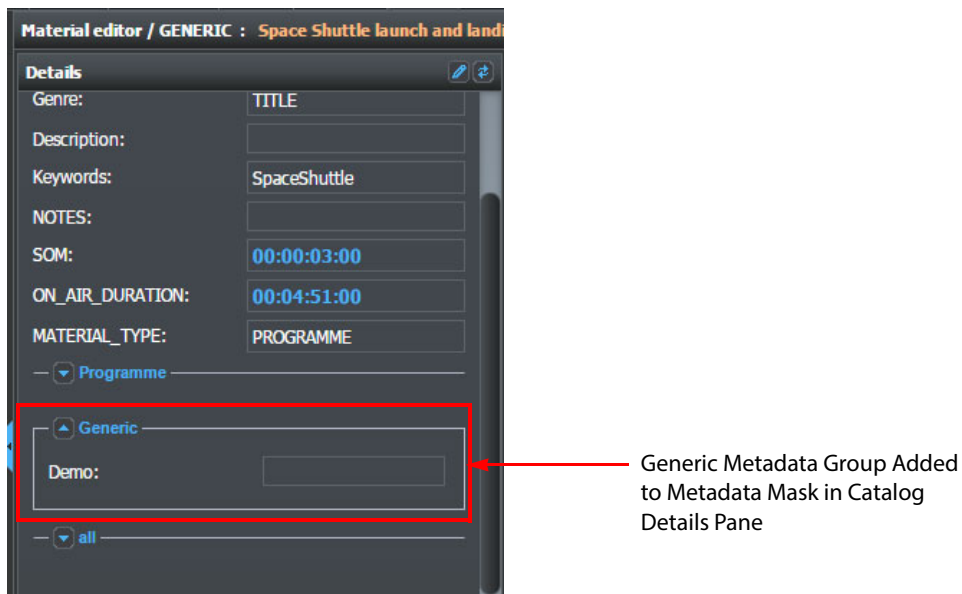 Material editor / GENERIC : Space Shuttle launch and landi
Details
Genre: TITLE
Description:
Keywords: SpaceShuttle
NOTES:
SOM: 00:00:03:00
ON_AIR_DURATION: 00:04:51:00
MATERIAL_TYPE: PROGRAMME
Programme
Generic
Demo:
all
Generic Metadata Group Added
to Metadata Mask in Catalog
Details Pane